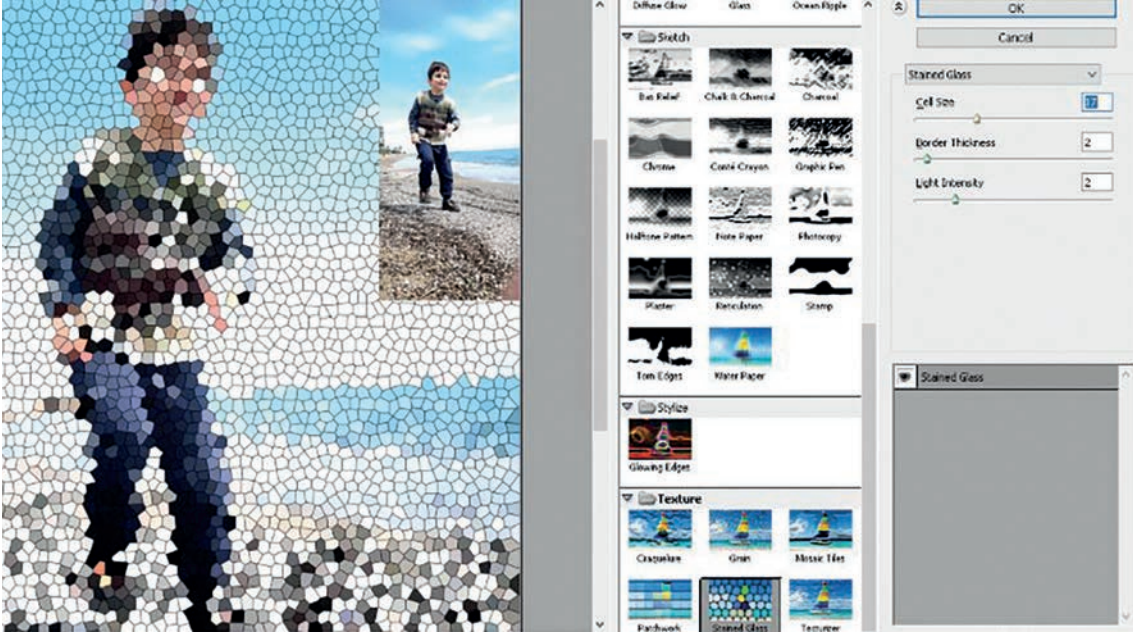 Diffuse Glow Glass Ocean Ripple
Sketch
Bas Relief Chalk & Charcoal Charcoal
Chrome Conté Crayon Graphic Pen
Halftone Pattern Note Paper Photocopy
Plaster Reticulation Stamp
Torn Edges Water Paper
Stylize
Glowing Edges
Texture
Craquelure Grain Mosaic Tiles
Patchwork Stained Glass Texturizer
OK
Cancel
Stained Glass
Cell Size 17
Border Thickness 2
Light Intensity 2
Stained Glass